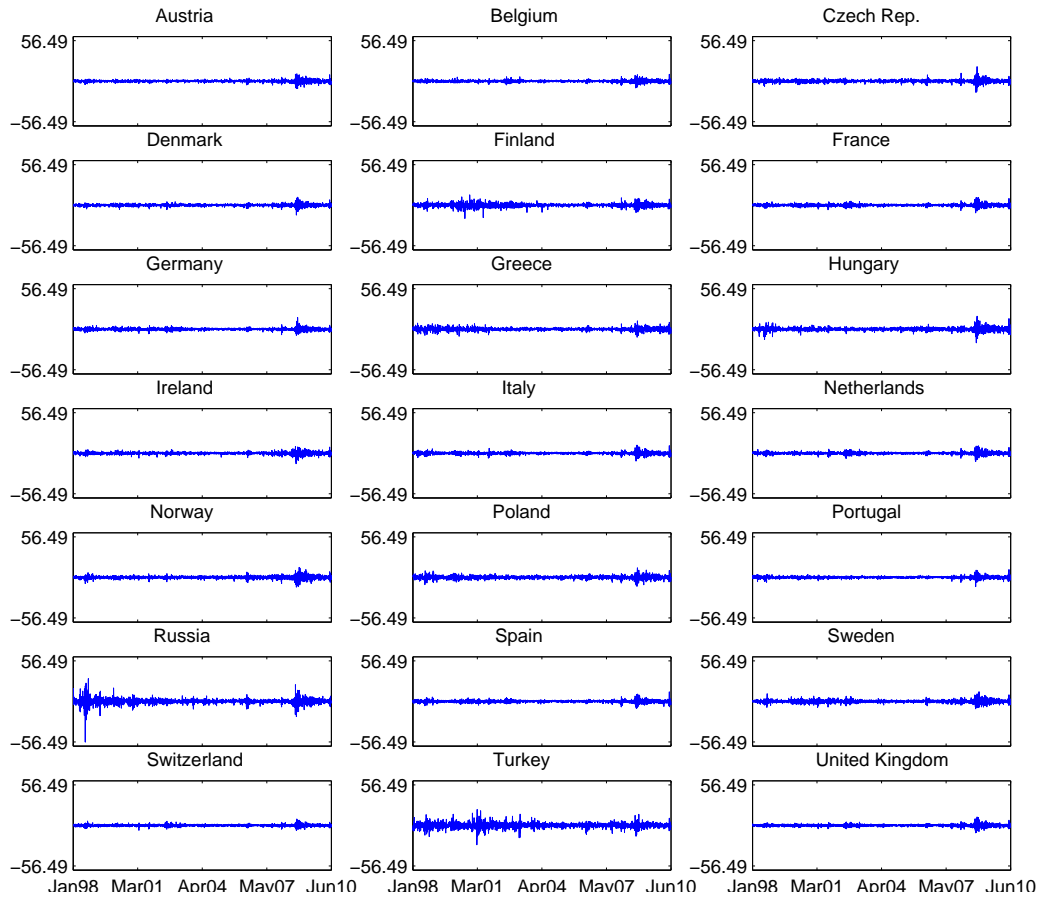 Austria Belgium Czech Rep.
56.49 56.49 56.49
−56.49 −56.49 −56.49
Denmark Finland France
56.49 56.49 56.49
−56.49 −56.49 −56.49
Germany Greece Hungary
56.49 56.49 56.49
−56.49 −56.49 −56.49
Ireland Italy Netherlands
56.49 56.49 56.49
−56.49 −56.49 −56.49
Norway Poland Portugal
56.49 56.49 56.49
−56.49 −56.49 −56.49
Russia Spain Sweden
56.49 56.49 56.49
−56.49 −56.49 −56.49
Switzerland Turkey United Kingdom
56.49 56.49 56.49
−56.49 −56.49 −56.49
Jan98 Mar01 Apr04 May07 Jun10 Jan98 Mar01 Apr04 May07 Jun10 Jan98 Mar01 Apr04 May07 Jun10